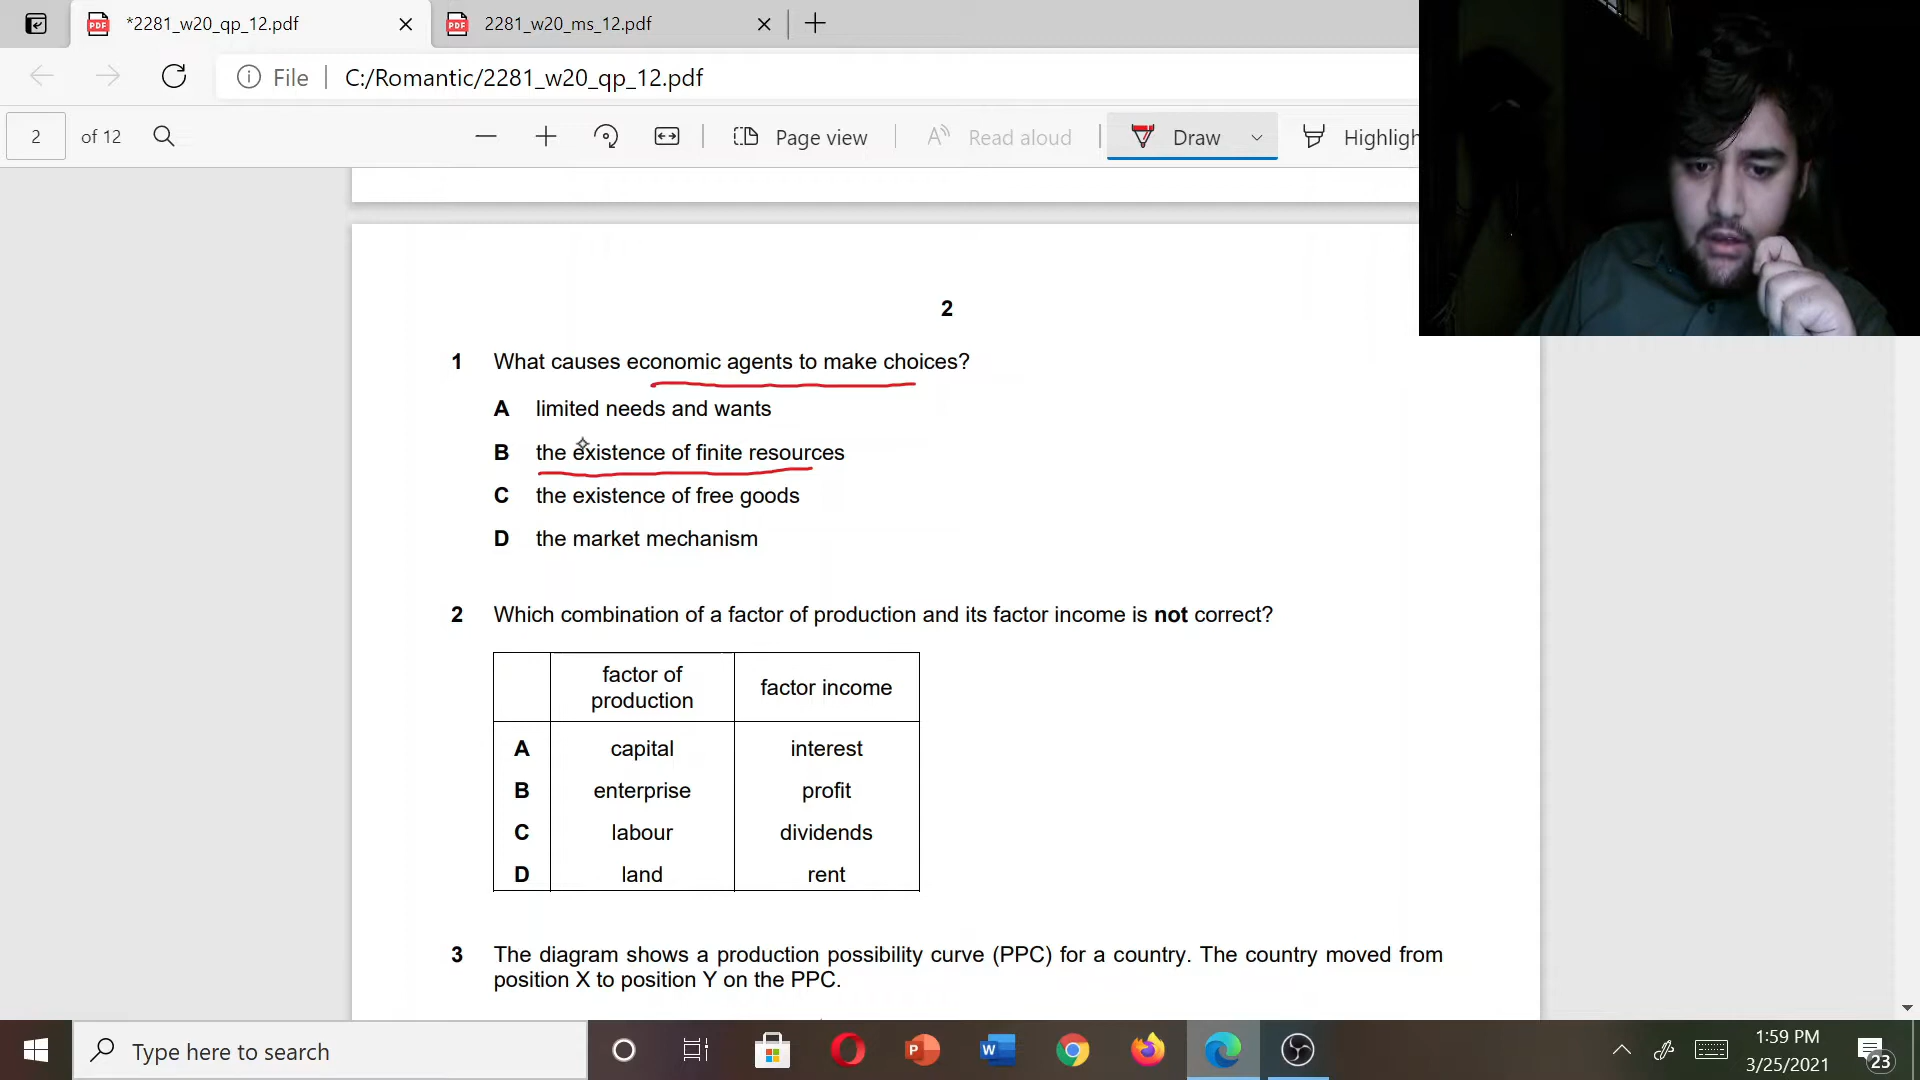 *2281_w20_qp_12.pdf
2281_w20_ms_12.pdf
File
C:/Romantic/2281_w20_qp_12.pdf
2 of 12
Page view
Read aloud
Draw
Highligh
2
1 What causes economic agents to make choices?
A limited needs and wants
B the existence of finite resources
C the existence of free goods
D the market mechanism
2 Which combination of a factor of production and its factor income is not correct?
factor of
production
factor income
A capital interest
B enterprise profit
C labour dividends
D land rent
3 The diagram shows a production possibility curve (PPC) for a country. The country moved from
position X to position Y on the PPC.
Type here to search
1:59 PM
3/25/2021
23